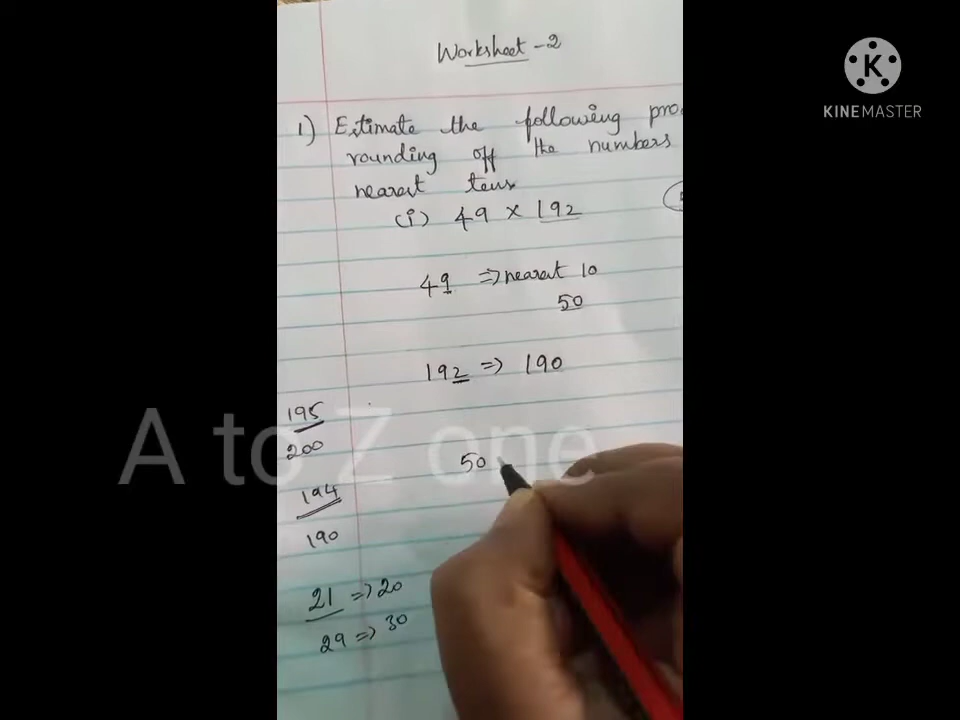 Worksheet - 2
1) Estimate the following pro
rounding off the numbers
nearest tens
(i) 49 × 192
49 => nearest 10
50
192 => 190
195
200
50
194
190
21 => 20
29 => 30
A to Z one
K
KINEMASTER